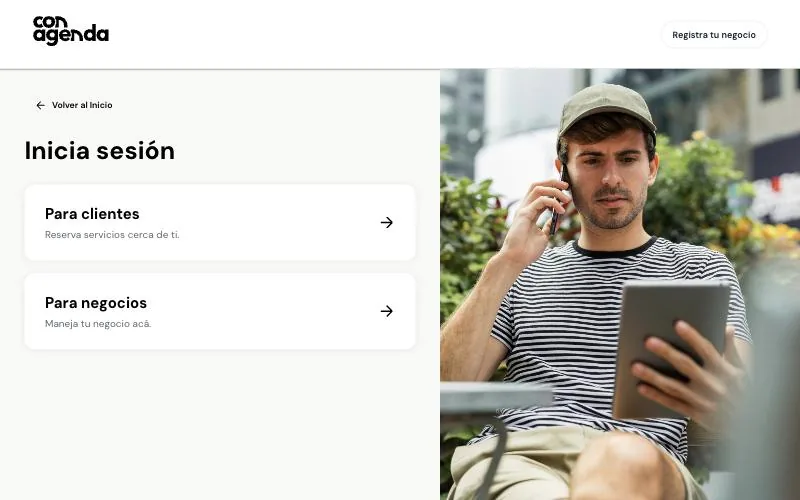 con
agenda
Registra tu negocio
Volver al Inicio
Inicia sesión
Para clientes
Reserva servicios cerca de ti.
Para negocios
Maneja tu negocio acá.